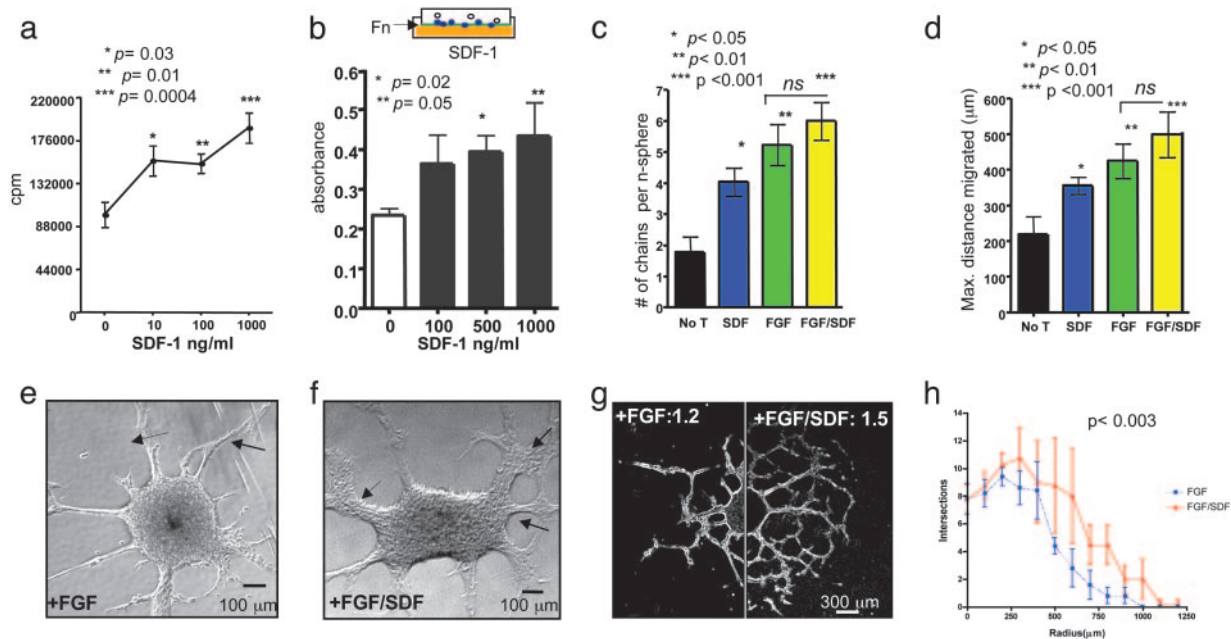 a
* p= 0.03
** p= 0.01
*** p= 0.0004
220000
176000
132000
88000
44000
0
cpm
*
**
***
0 10 100 1000
SDF-1 ng/ml
b
Fn
SDF-1
* p= 0.02
** p= 0.05
0.6
0.5
0.4
0.3
0.2
0.1
0.0
absorbance
*
**
0 100 500 1000
SDF-1 ng/ml
c
* p< 0.05
** p< 0.01
*** p <0.001
ns
7
6
5
4
3
2
1
0
# of chains per n-sphere
*
**
***
No T SDF FGF FGF/SDF
d
* p< 0.05
** p< 0.01
*** p <0.001
ns
600
500
400
200
100
0
Max. distance migrated (μm)
*
**
***
No T SDF FGF FGF/SDF
e
+FGF
100 μm
f
+FGF/SDF
100 μm
g
+FGF:1.2
+FGF/SDF: 1.5
300 μm
h
p< 0.003
14
12
10
8
6
4
2
0
Intersections
FGF
FGF/SDF
0 250 500 750 1000 1250
Radius(μm)